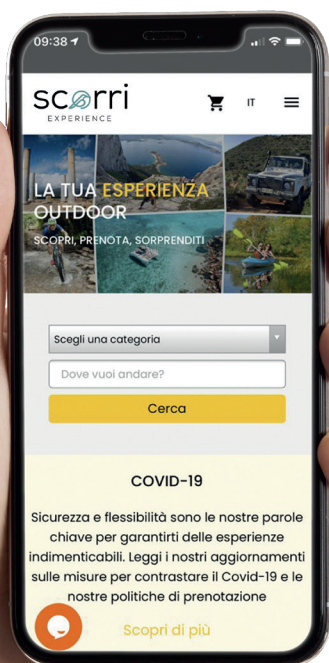 09:38
scorri
EXPERIENCE
IT
LA TUA ESPERIENZA
OUTDOOR
SCOPRI, PRENOTA, SORPRENDITI
Scegli una categoria
Dove vuoi andare?
Cerca
COVID-19
Sicurezza e flessibilità sono le nostre parole
chiave per garantirti delle esperienze
indimenticabili. Leggi i nostri aggiornamenti
sulle misure per contrastare il Covid-19 e le
nostre politiche di prenotazione
Scopri di più